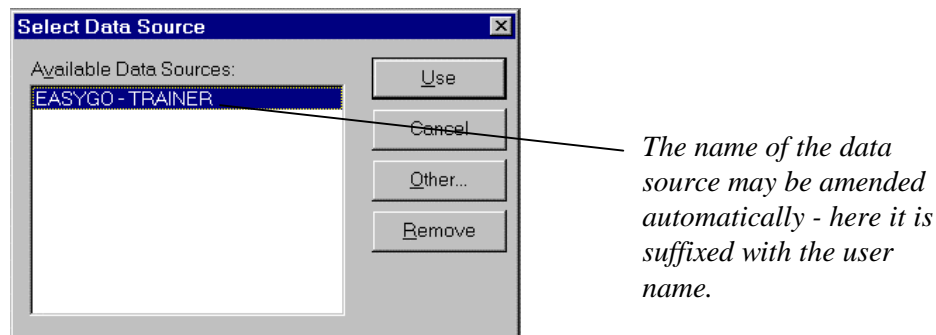 Select Data Source
Available Data Sources:
EASYGO - TRAINER
Use
Cancel
Other...
Remove
The name of the data
source may be amended
automatically - here it is
suffixed with the user
name.